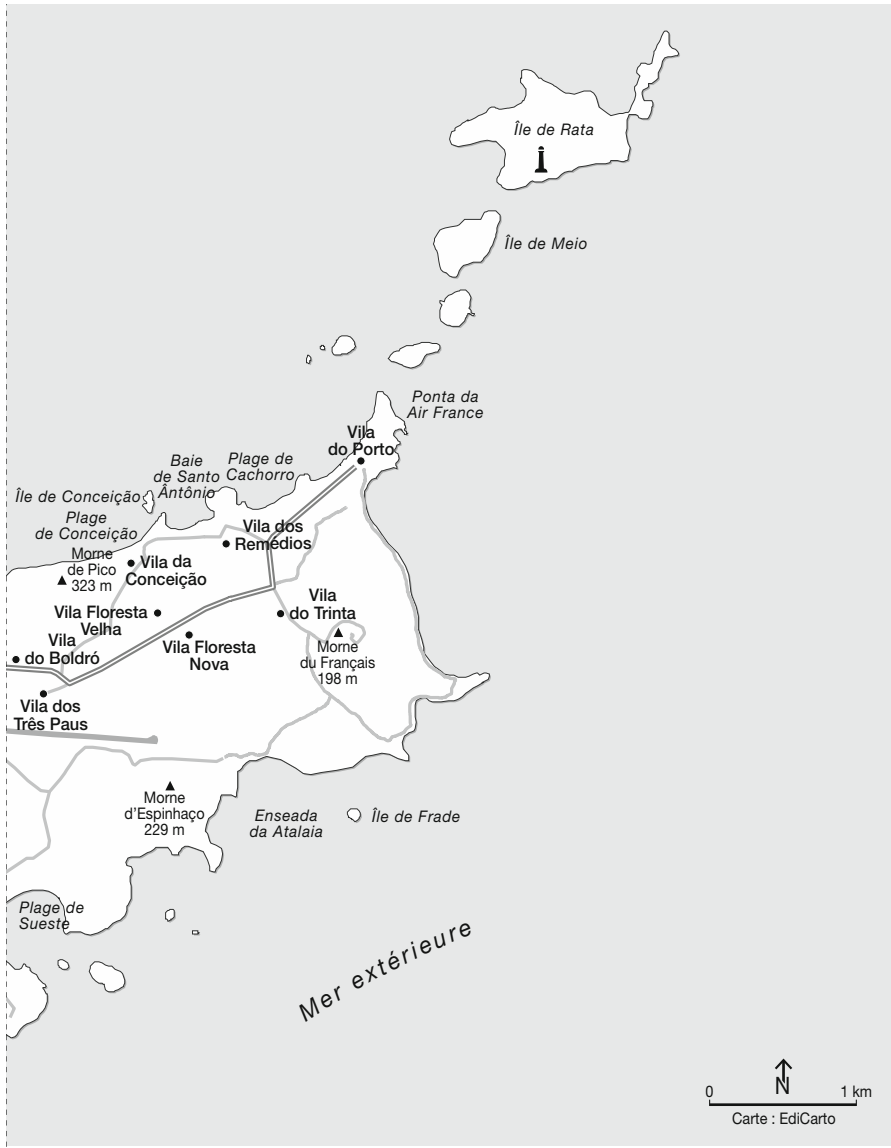 Île de Rata
Île de Meio
Ponta da
Air France
Vila
do Porto
Plage de
Cachorro
Baie
de Santo
Antônio
Île de Conceição
Plage
de Conceição
Vila dos
Remédios
Morne
de Pico
323 m
Vila da
Conceição
Vila
do Trinta
Vila Floresta
Velha
Vila
do Boldró
Vila Floresta
Nova
Morne
du Français
198 m
Vila dos
Três Paus
Morne
d'Espinhaço
229 m
Enseada
da Atalaia
Île de Frade
Plage de
Sueste
Mer extérieure
N
0 1 km
Carte : EdiCarto